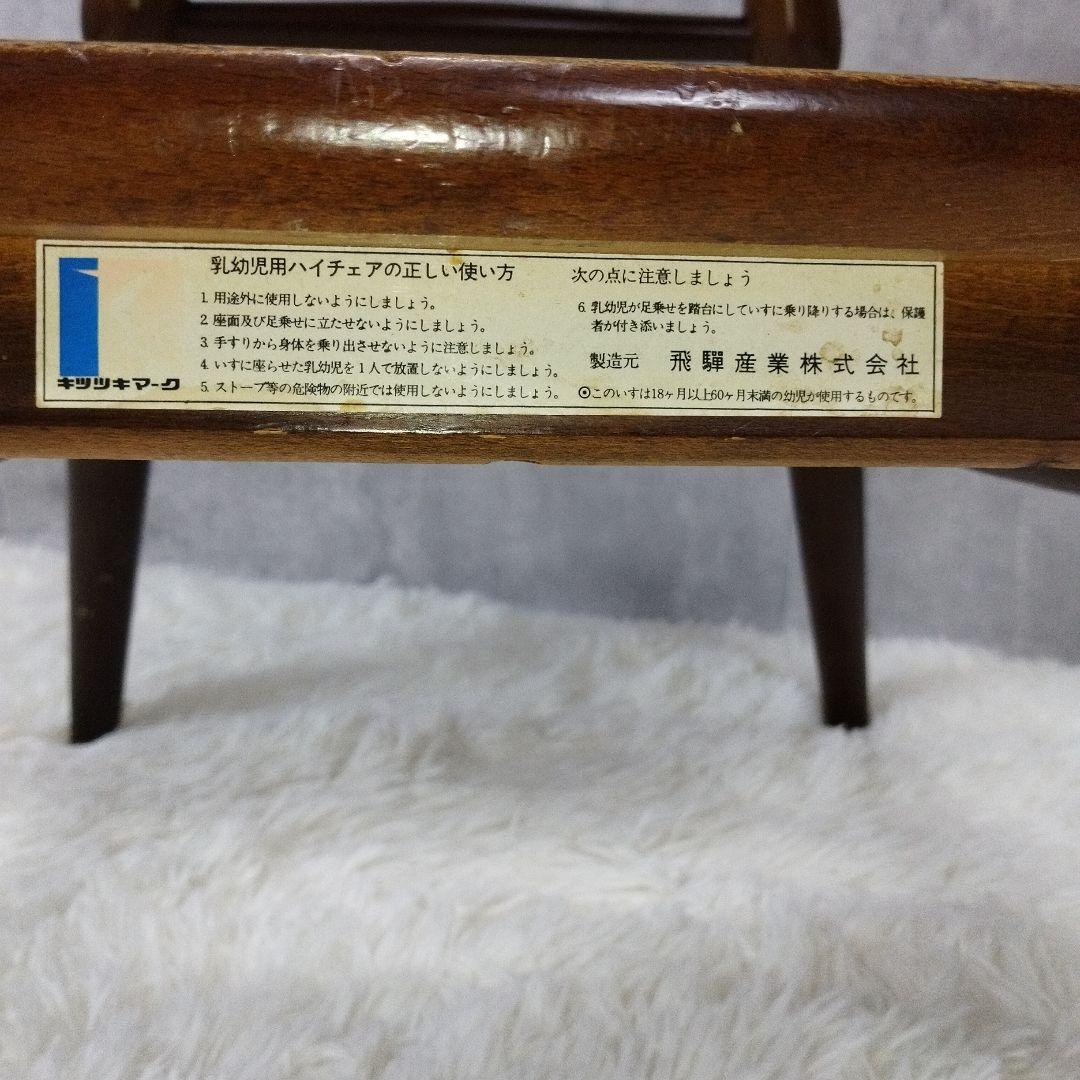 乳幼児用ハイチェアの正しい使い方
次の点に注意しましょう
1. 用途外に使用しないようにしましょう。
2. 座面及び足乗せに立たせないようにしましょう。
3. 手すりから身体を乗り出させないように注意しましょう。
4. いすに座らせた乳幼児を1人で放置しないようにしましょう。
5. ストーブ等の危険物の附近では使用しないようにしましょう。
6. 乳幼児が足乗せを踏台にしていすに乗り降りする場合は、保護
者が付き添いましょう。
製造元 飛驒産業株式会社
⦿このいすは18ヶ月以上60ヶ月末満の幼児が使用するものです。
キツツキマーク